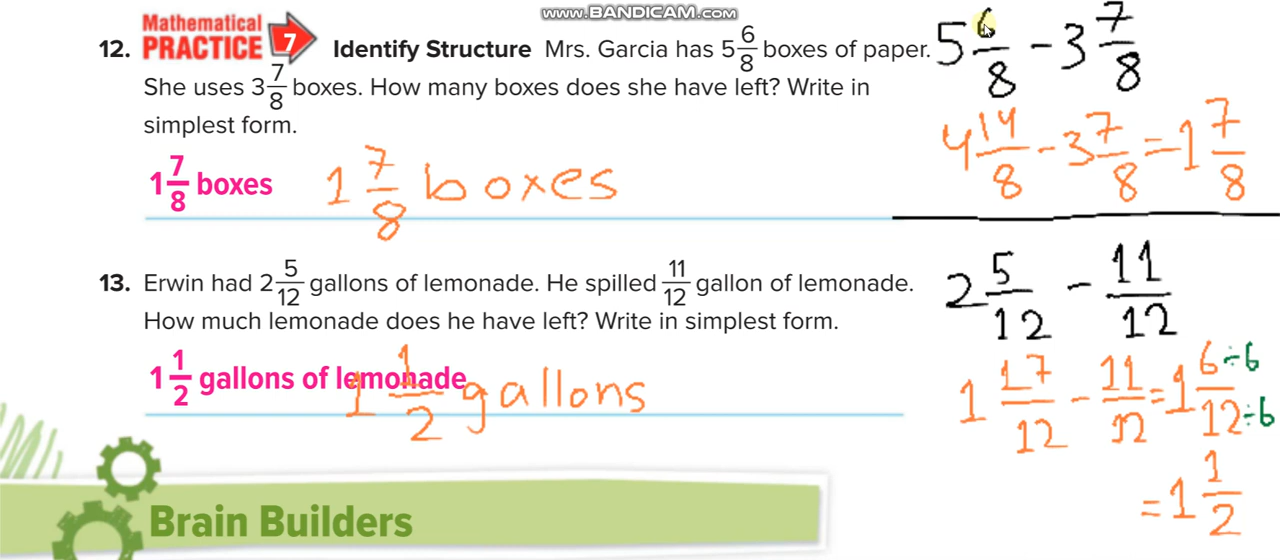 www.BANDICAM.com
Mathematical
12. PRACTICE 7 Identify Structure Mrs. Garcia has 5 6/8 boxes of paper.
She uses 3 7/8 boxes. How many boxes does she have left? Write in
simplest form.
1 7/8 boxes
1 7/8 boxes
5 6/8 - 3 7/8
4 14/8 - 3 7/8 = 1 7/8
13. Erwin had 2 5/12 gallons of lemonade. He spilled 11/12 gallon of lemonade.
How much lemonade does he have left? Write in simplest form.
1 1/2 gallons of lemonade
1 1/2 gallons
2 5/12 - 11/12
1 17/12 - 11/12 = 1 6÷6/12÷6
= 1 1/2
Brain Builders